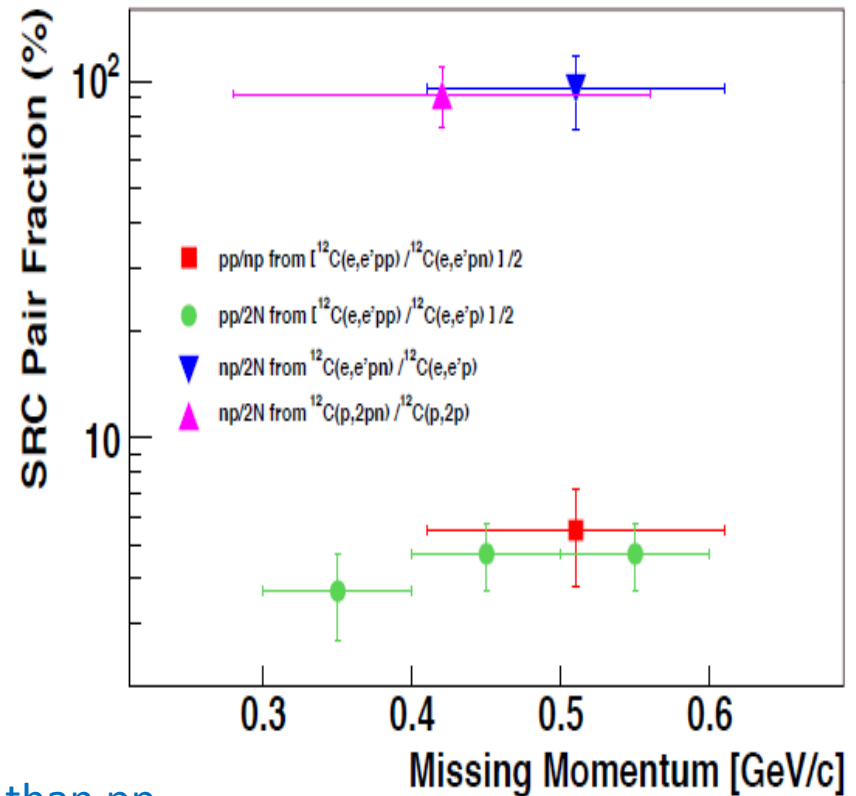 SRC Pair Fraction (%)
10²
10
pp/np from [¹²C(e,e'pp) /¹²C(e,e'pn) ] /2
pp/2N from [¹²C(e,e'pp) /¹²C(e,e'p) ] /2
np/2N from ¹²C(e,e'pn) /¹²C(e,e'p)
np/2N from ¹²C(p,2pn) /¹²C(p,2p)
0.3 0.4 0.5 0.6
Missing Momentum [GeV/c]
than pp